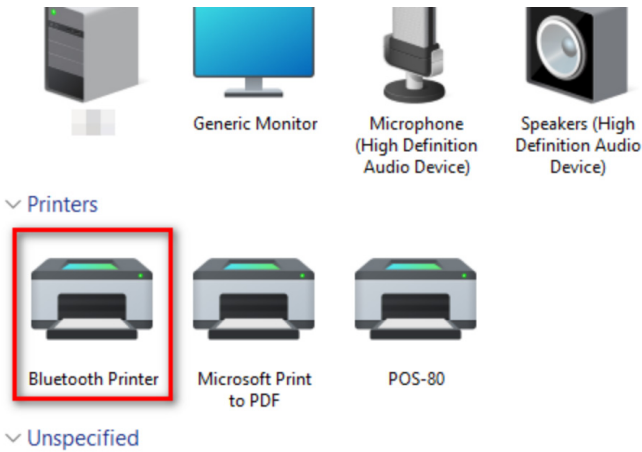 Generic Monitor
Microphone
(High Definition
Audio Device)
Speakers (High
Definition Audio
Device)
Printers
Bluetooth Printer
Microsoft Print
to PDF
POS-80
Unspecified